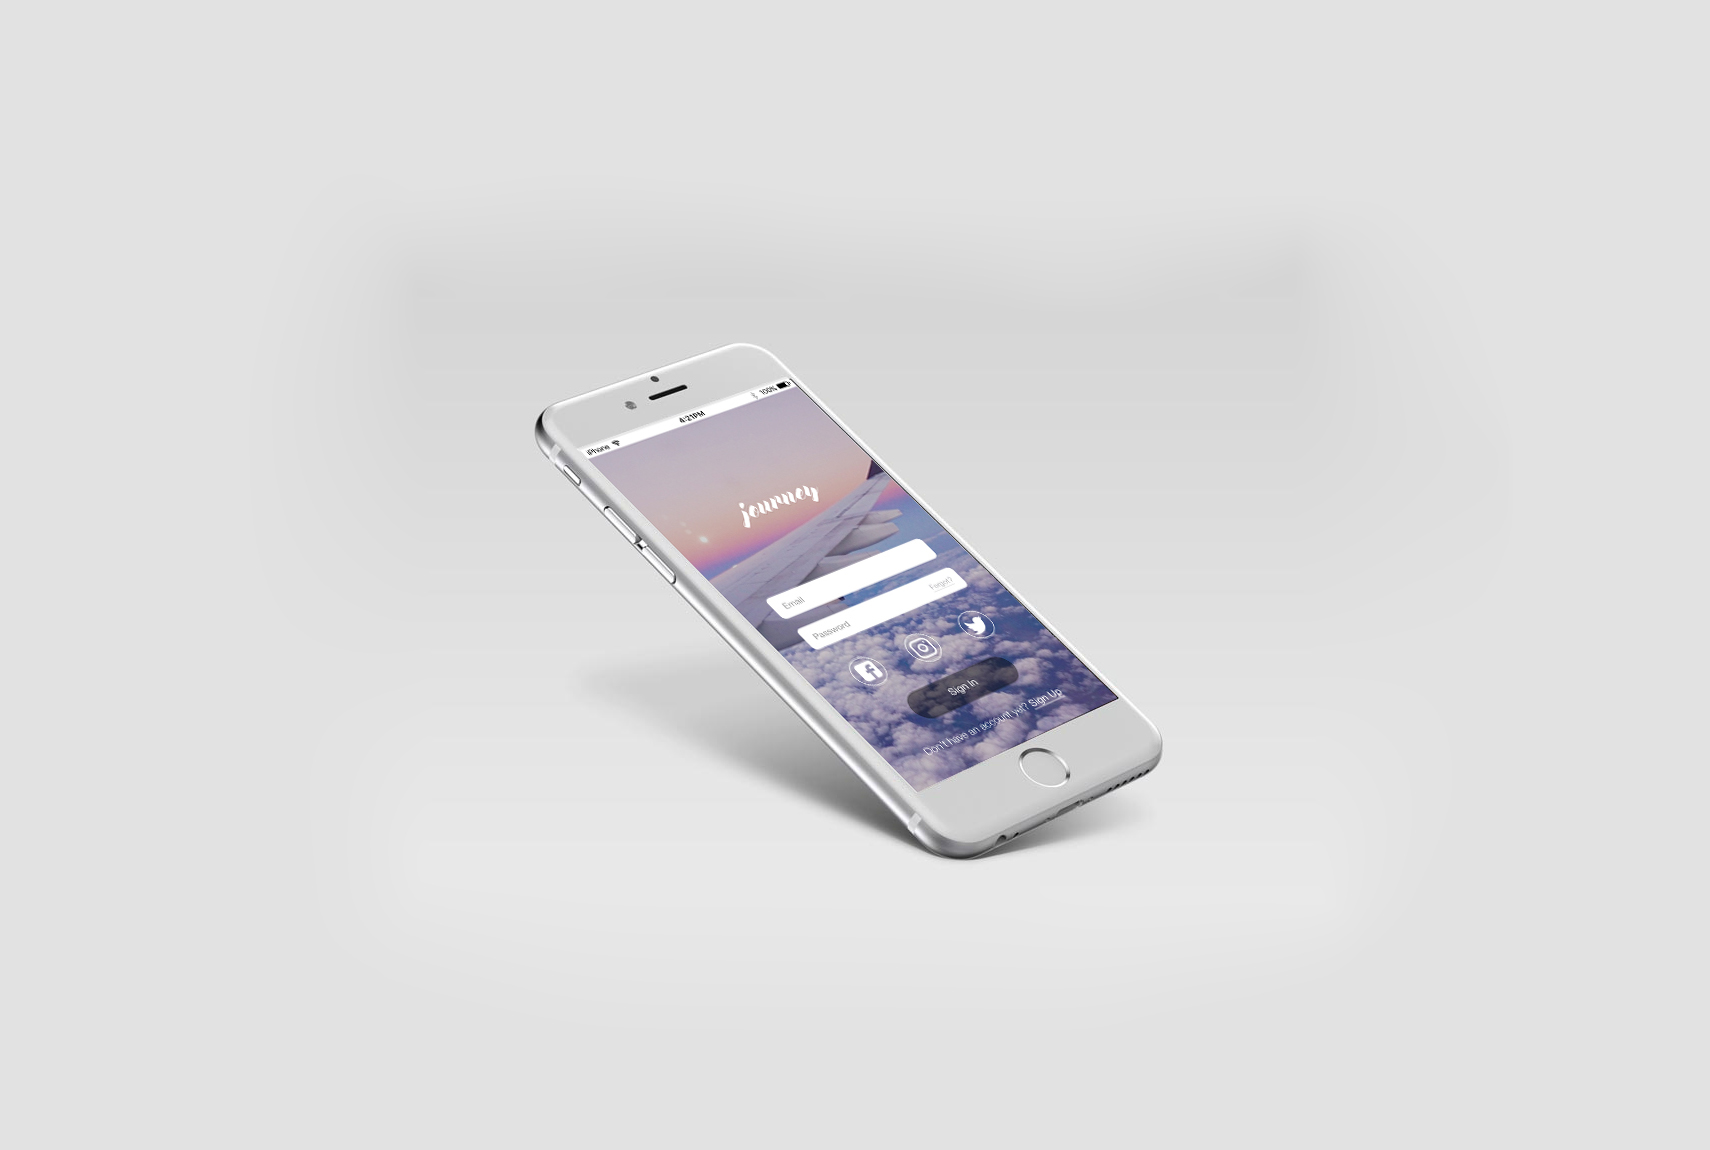 iPhone 4:21PM 100%
journey
Email
Password Forgot?
Sign In
Don't have an account yet? Sign Up